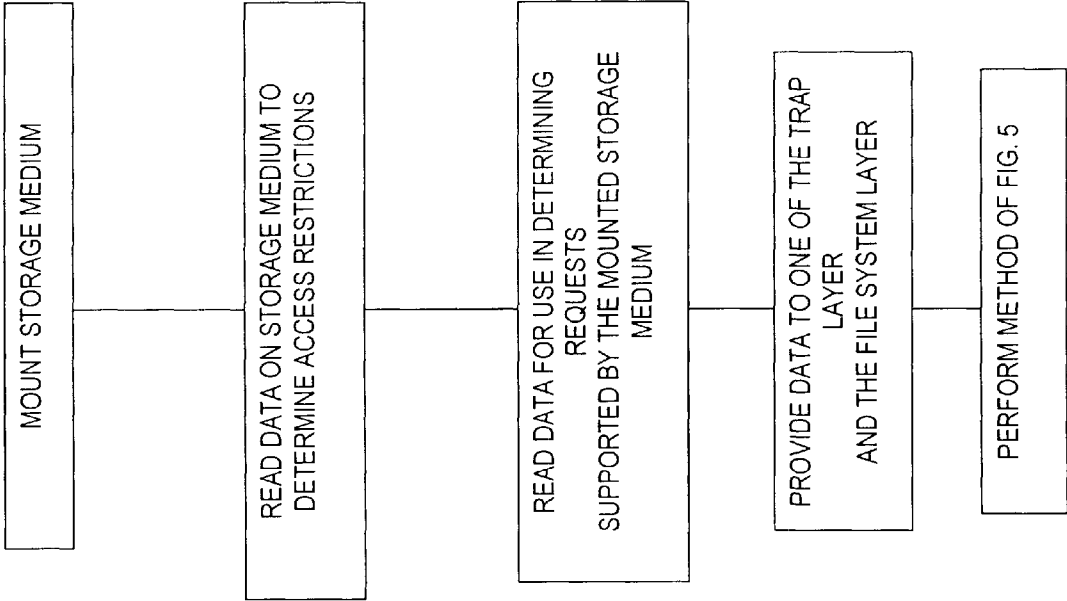 MOUNT STORAGE MEDIUM
READ DATA ON STORAGE MEDIUM TO
DETERMINE ACCESS RESTRICTIONS
READ DATA FOR USE IN DETERMINING
REQUESTS
SUPPORTED BY THE MOUNTED STORAGE
MEDIUM
PROVIDE DATA TO ONE OF THE TRAP
LAYER
AND THE FILE SYSTEM LAYER
PERFORM METHOD OF FIG. 5